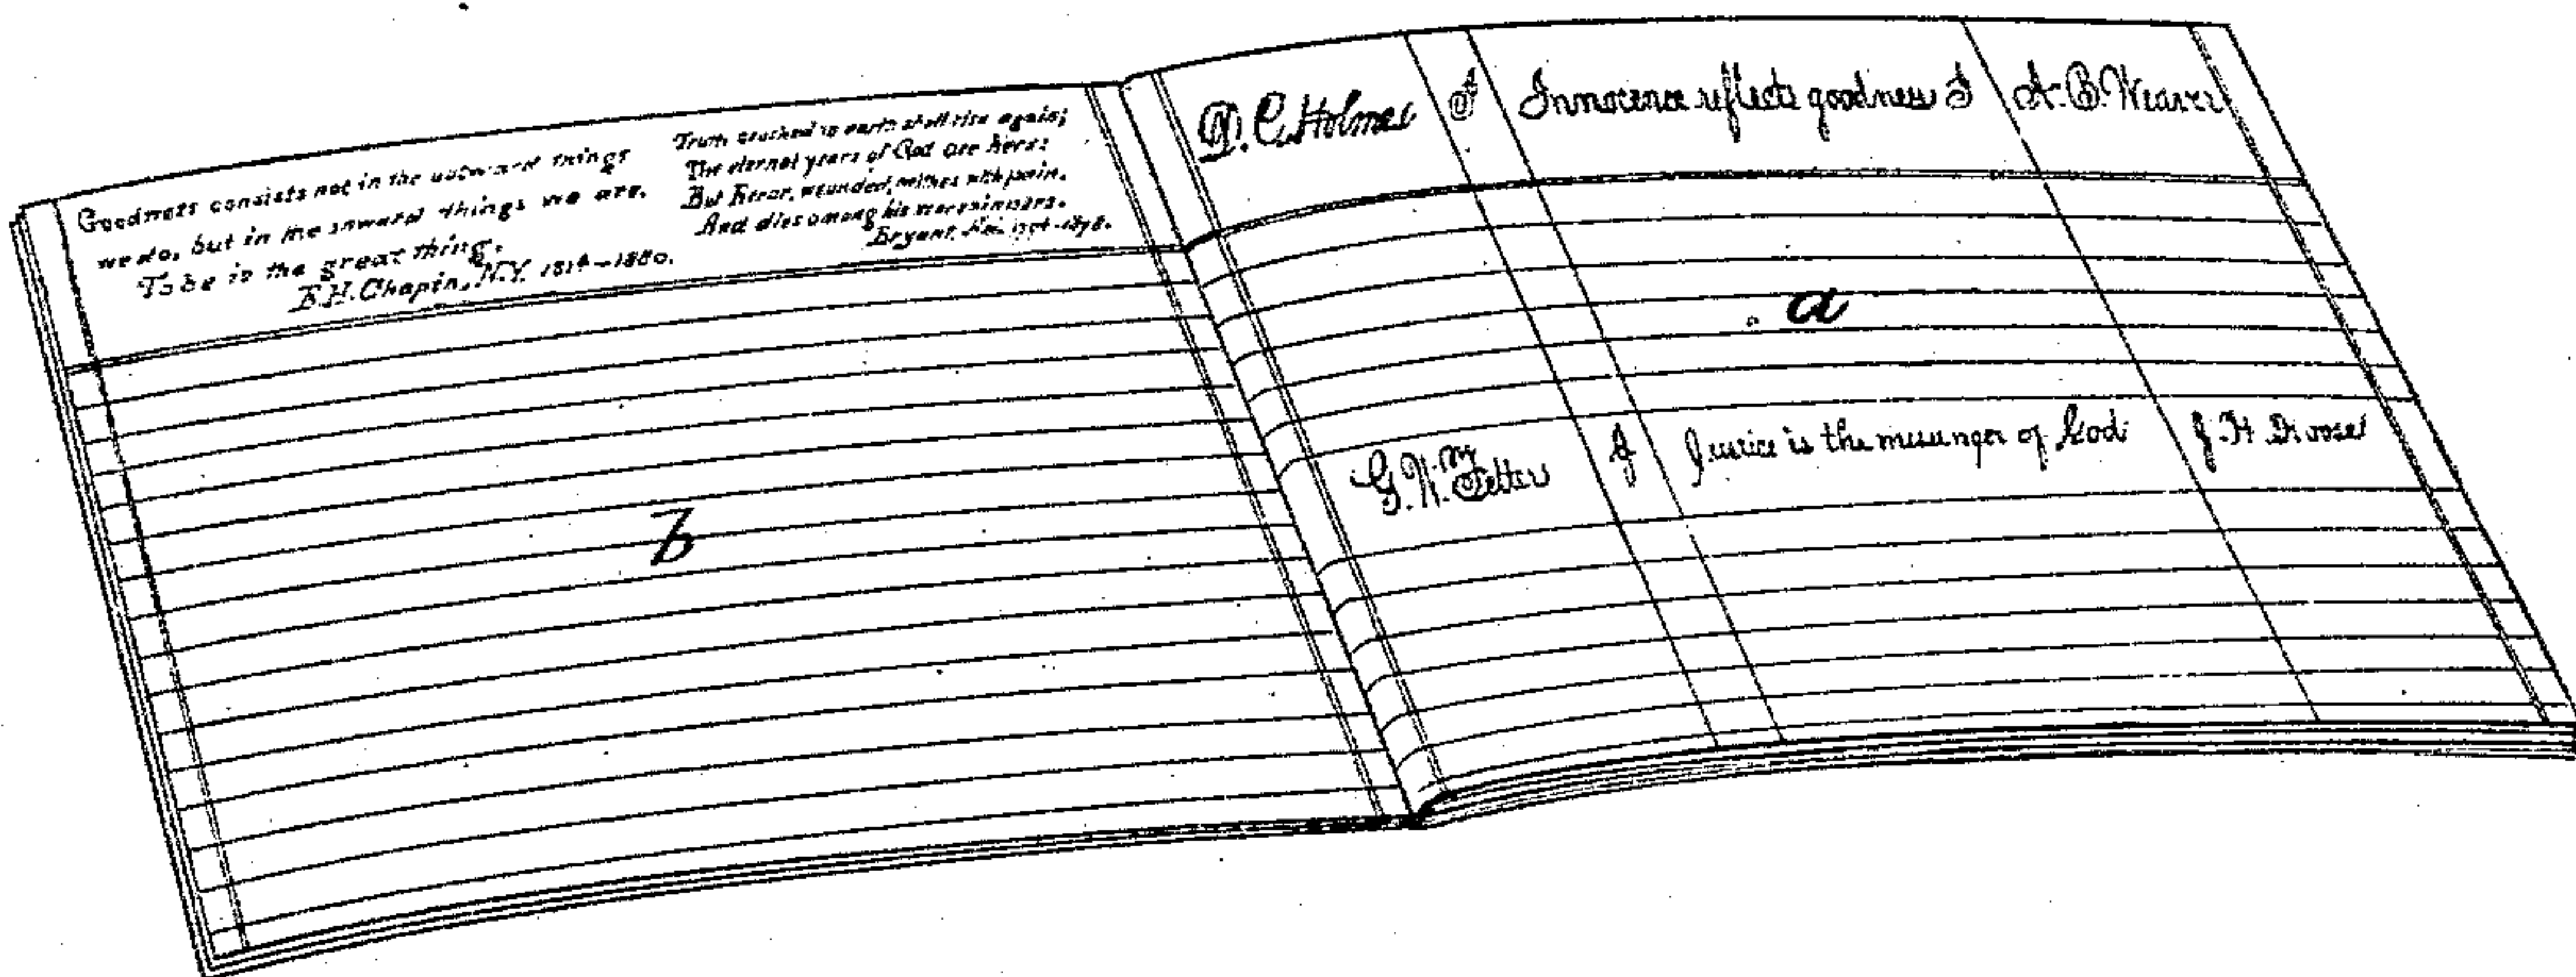 Goodness consists not in the outward things
we do, but in the inward things we are.
To be is the great thing.
E.H. Chapin, N.Y. 1814–1880.
Truth crushed to earth shall rise again;
The eternal years of God are hers:
But Error, wounded, writhes with pain,
And dies among his worshippers.
Bryant, 1794–1878.
b
D. C. Holmes I Innocence reflects goodness I A. B. Weaver
a
G. W. Fetter J Justice is the messenger of God J. H.